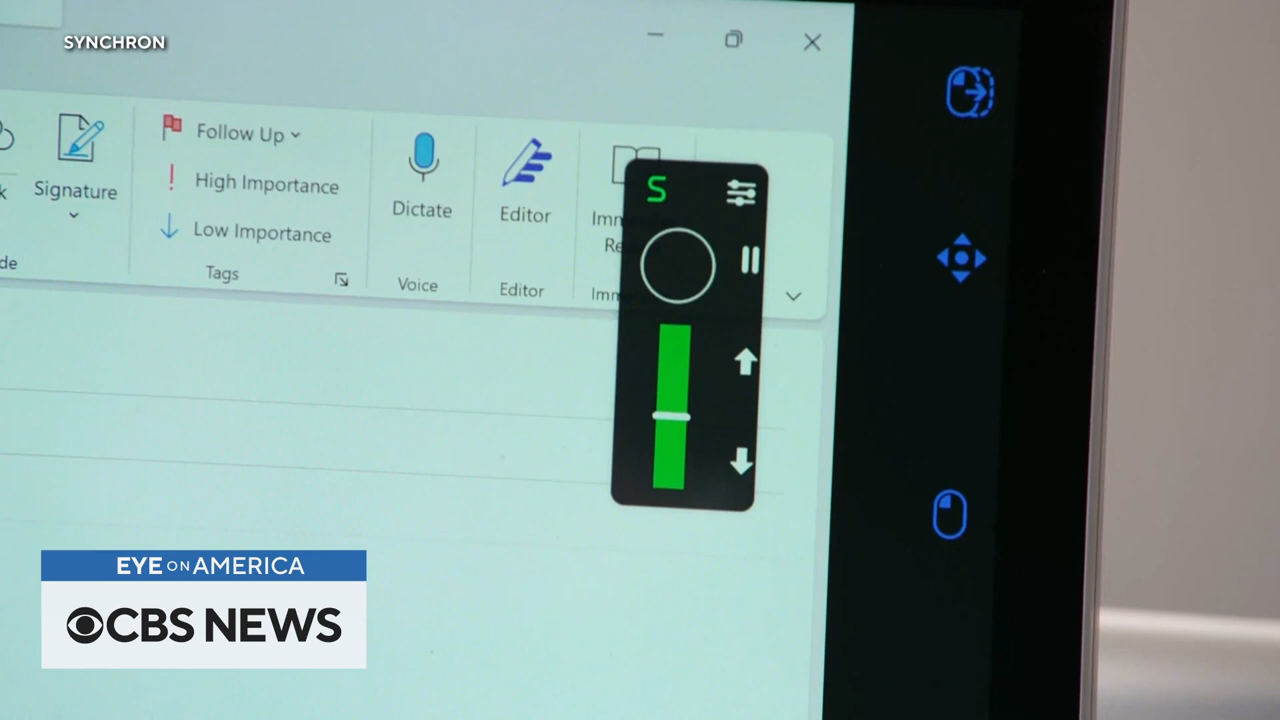 SYNCHRON
Follow Up
Signature
High Importance
Low Importance
Tags
Dictate
Voice
Editor
Editor
S
EYE ON AMERICA
CBS NEWS